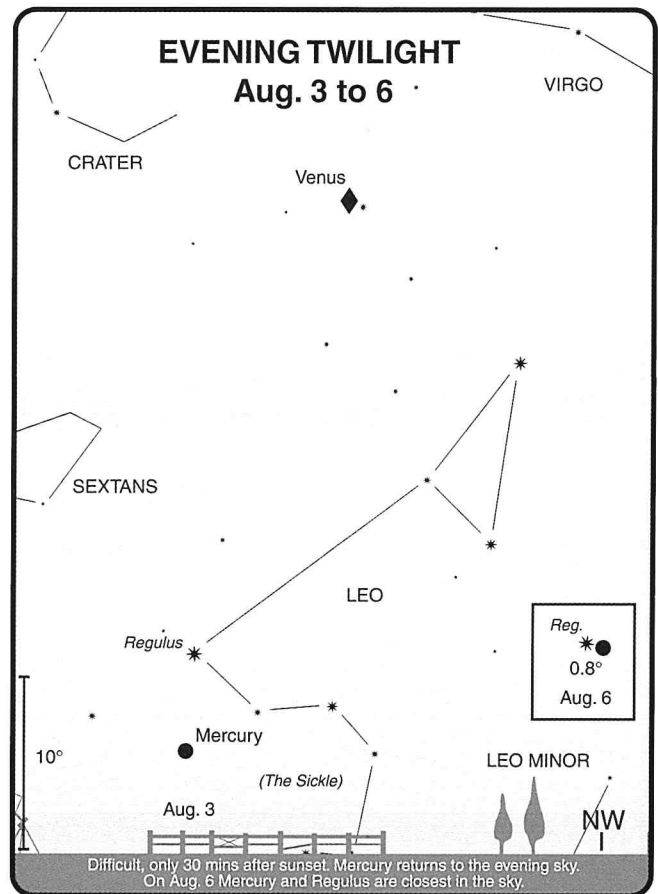 EVENING TWILIGHT
Aug. 3 to 6
VIRGO
CRATER
Venus
SEXTANS
LEO
Regulus
Reg.
0.8°
Aug. 6
10°
Mercury
(The Sickle)
LEO MINOR
Aug. 3
NW
Difficult, only 30 mins after sunset. Mercury returns to the evening sky.
On Aug. 6 Mercury and Regulus are closest in the sky.